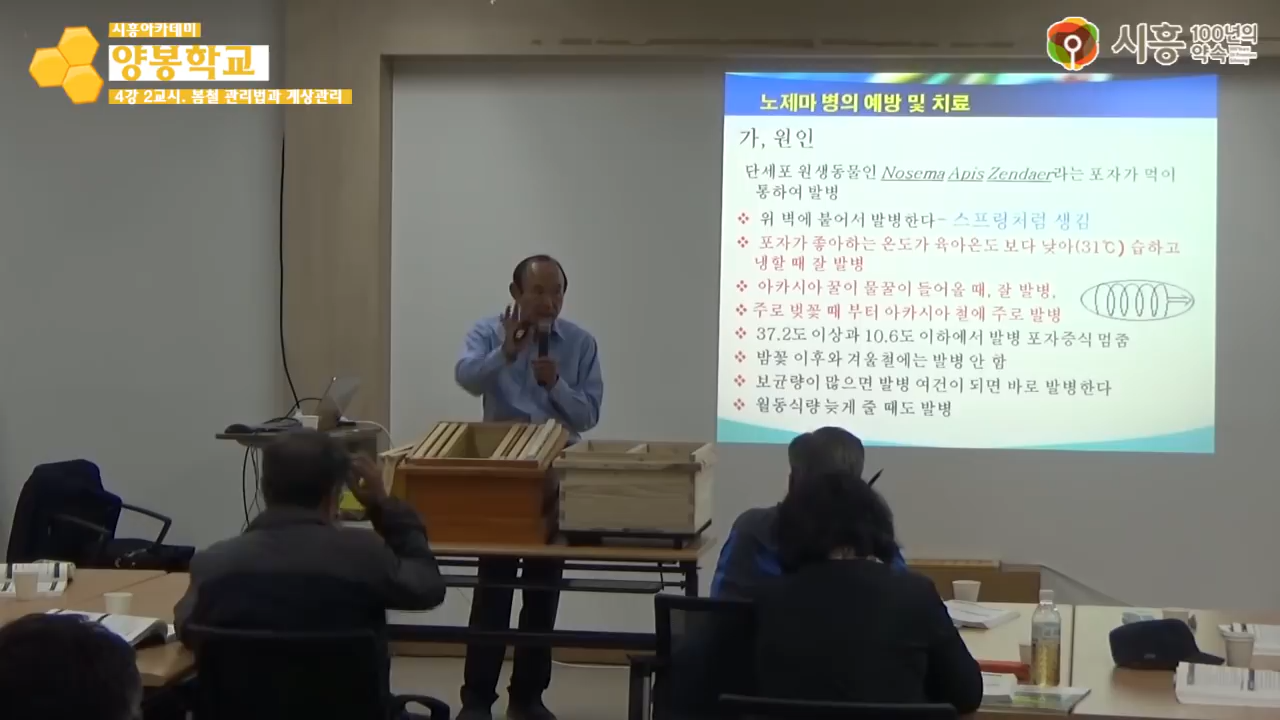 시흥아카데미
양봉학교
4강 2교시. 봄철 관리법과 계상관리
시흥 100년의
약속
노제마 병의 예방 및 치료
가, 원인
단세포 원생동물인 Nosema Apis Zendaer라는 포자가 먹이
통하여 발병
❖ 위 벽에 붙어서 발병한다- 스프링처럼 생김
❖ 포자가 좋아하는 온도가 육아온도 보다 낮아(31℃) 습하고
냉할 때 잘 발병
❖ 아카시아 꿀이 물꿀이 들어올 때, 잘 발병,
❖ 주로 벚꽃 때 부터 아카시아 철에 주로 발병
❖ 37.2도 이상과 10.6도 이하에서 발병 포자증식 멈춤
❖ 밤꽃 이후와 겨울철에는 발병 안 함
❖ 보균량이 많으면 발병 여건이 되면 바로 발병한다
❖ 월동식량 늦게 줄 때도 발병